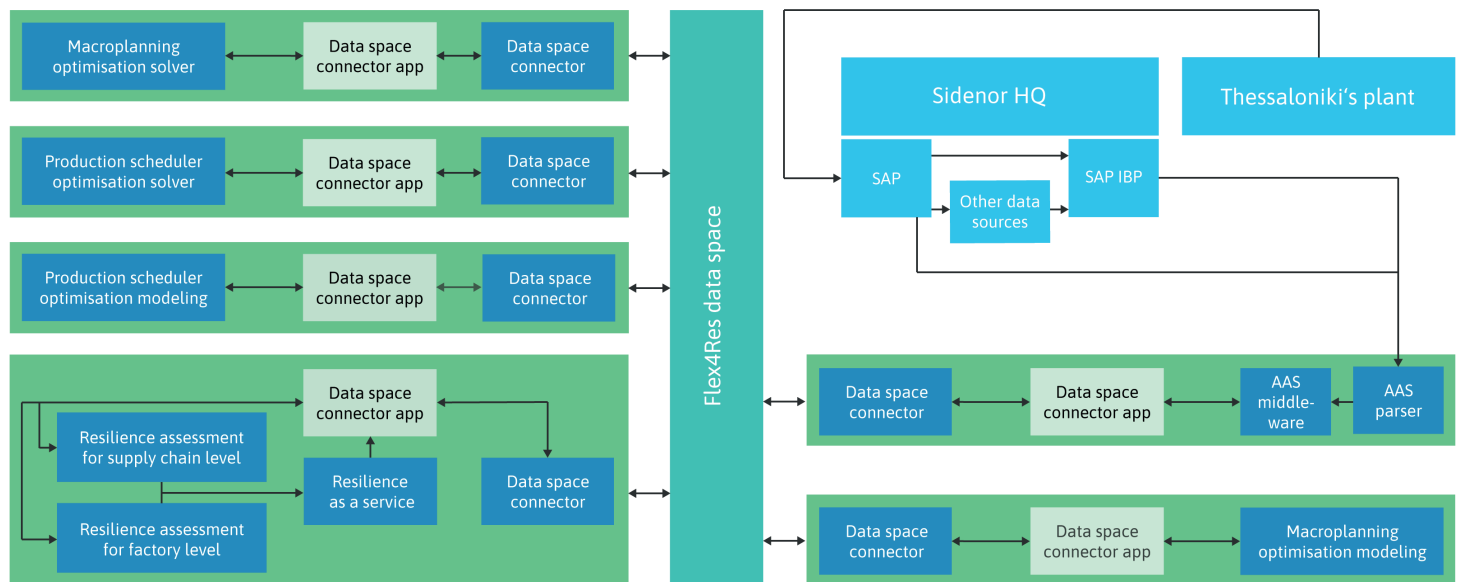 Macroplanning
optimisation solver
Data space
connector app
Data space
connector
Production scheduler
optimisation solver
Data space
connector app
Data space
connector
Production scheduler
optimisation modeling
Data space
connector app
Data space
connector
Data space
connector app
Resilience assessment
for supply chain level
Resilience
as a service
Data space
connector
Resilience assessment
for factory level
Flex4Res data space
Sidenor HQ
Thessaloniki's plant
SAP
Other data
sources
SAP IBP
Data space
connector
Data space
connector app
AAS
middle-
ware
AAS
parser
Data space
connector
Data space
connector app
Macroplanning
optimisation modeling